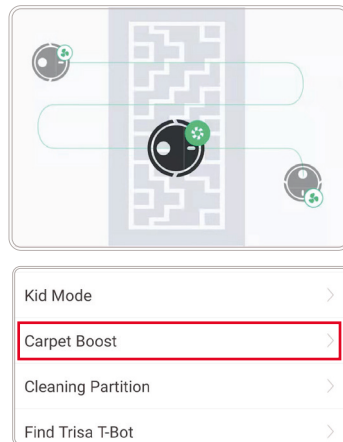 Kid Mode
Carpet Boost
Cleaning Partition
Find Trisa T-Bot